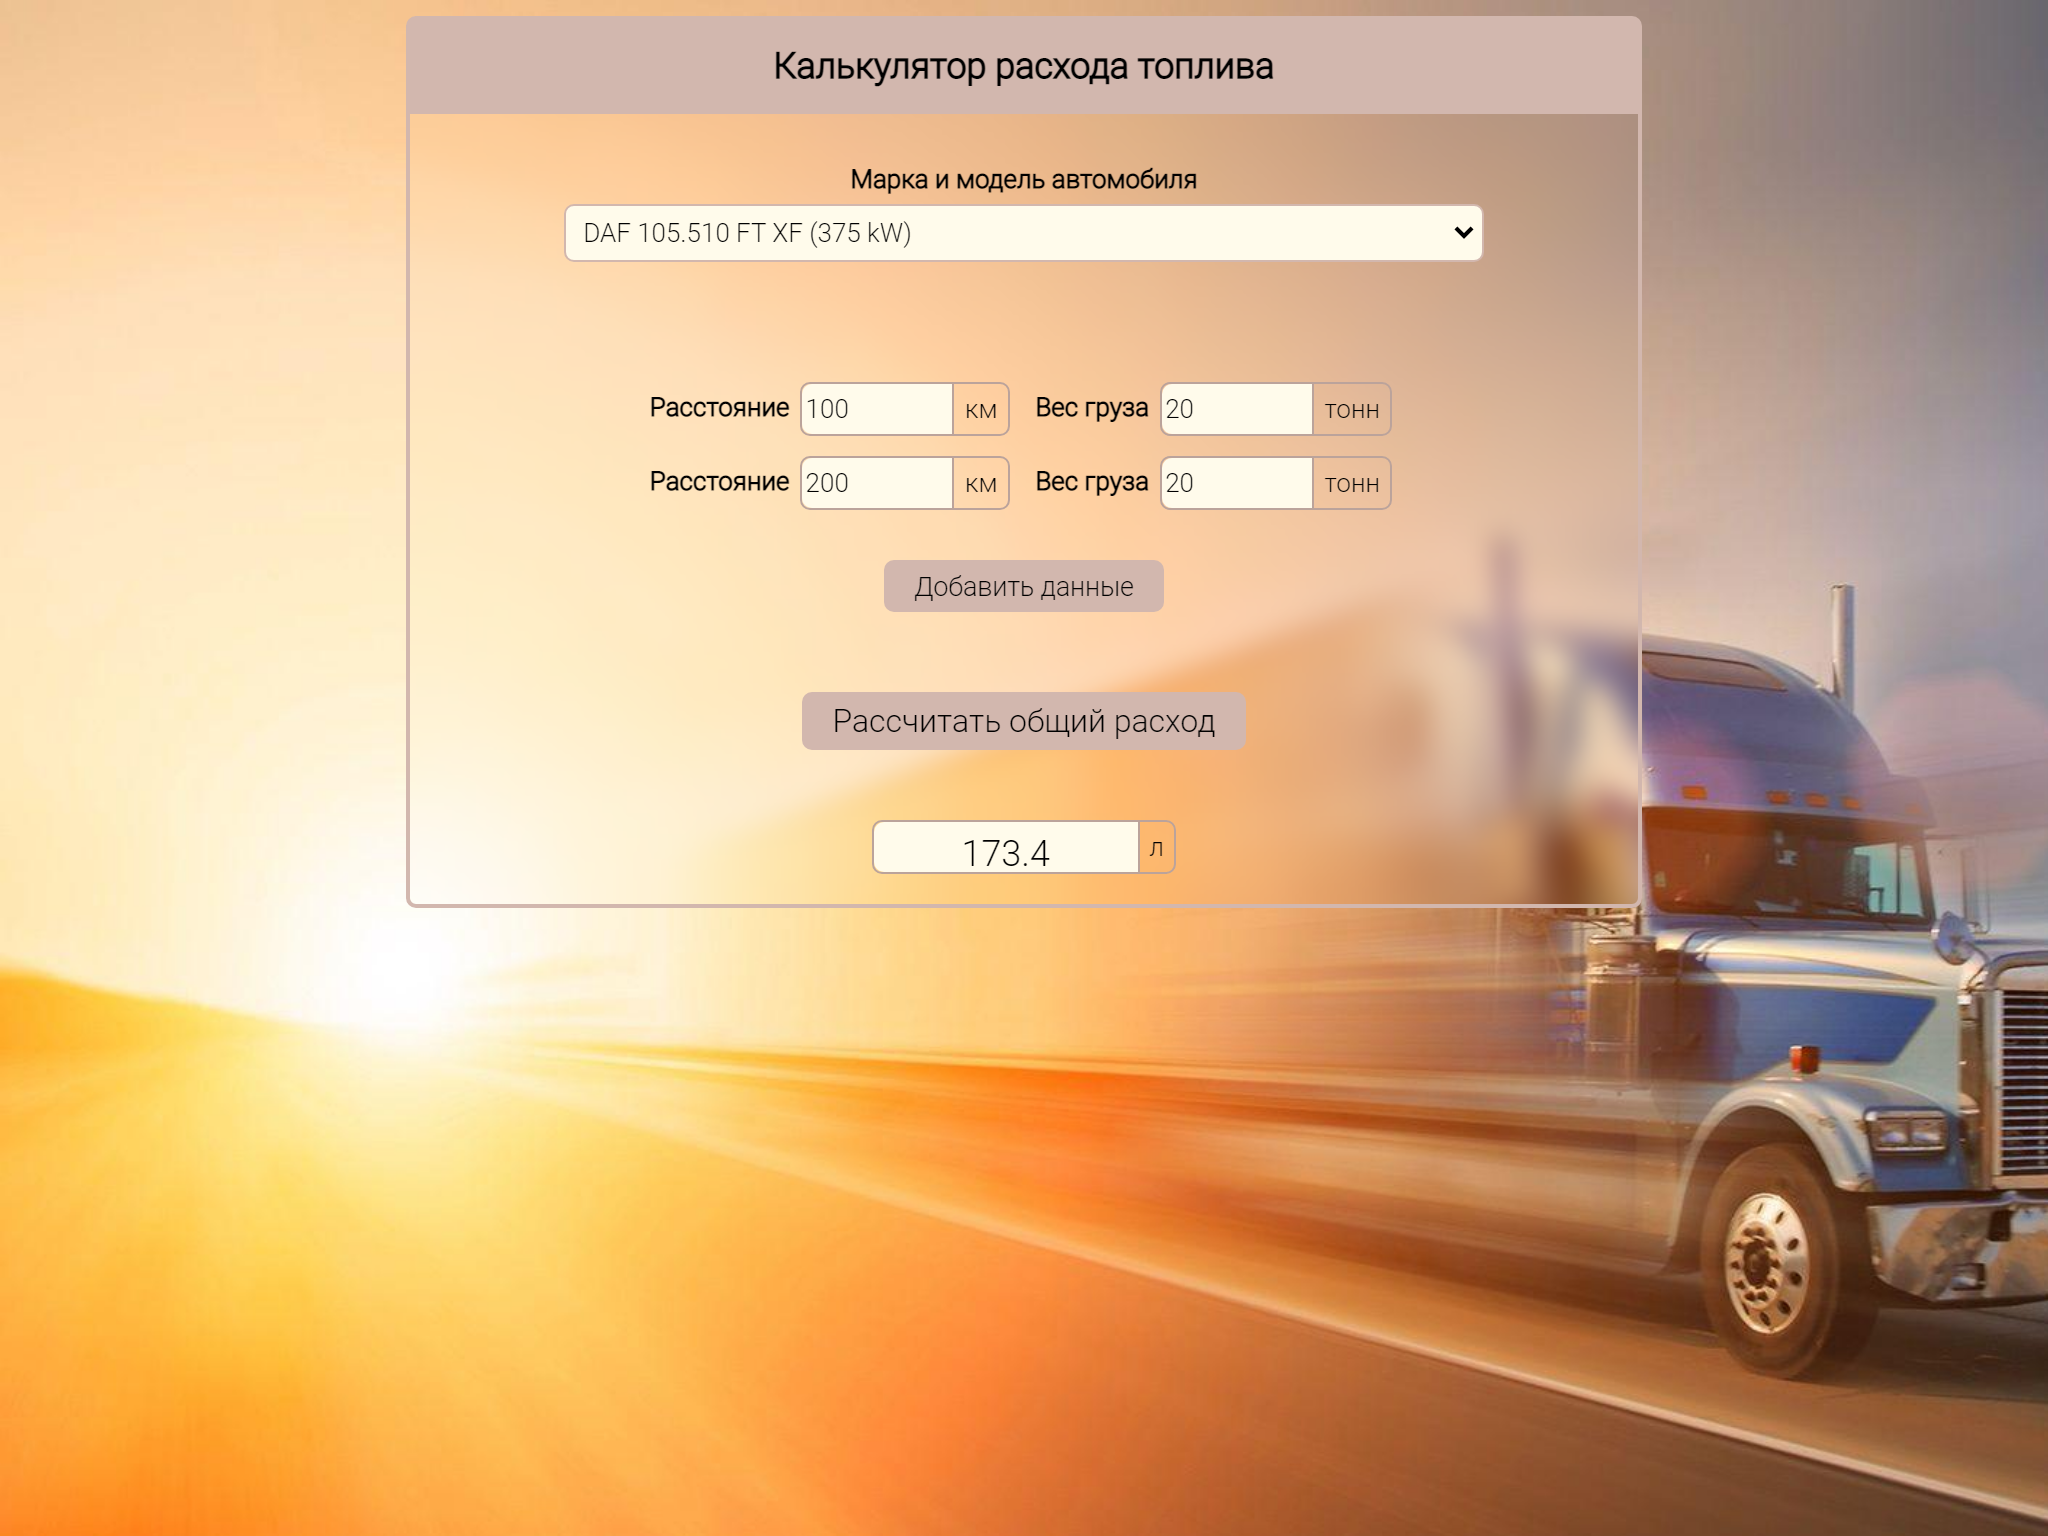 Калькулятор расхода топлива
Марка и модель автомобиля
DAF 105.510 FT XF (375 kW)
Расстояние 100 км Вес груза 20 тонн
Расстояние 200 км Вес груза 20 тонн
Добавить данные
Рассчитать общий расход
173.4 л